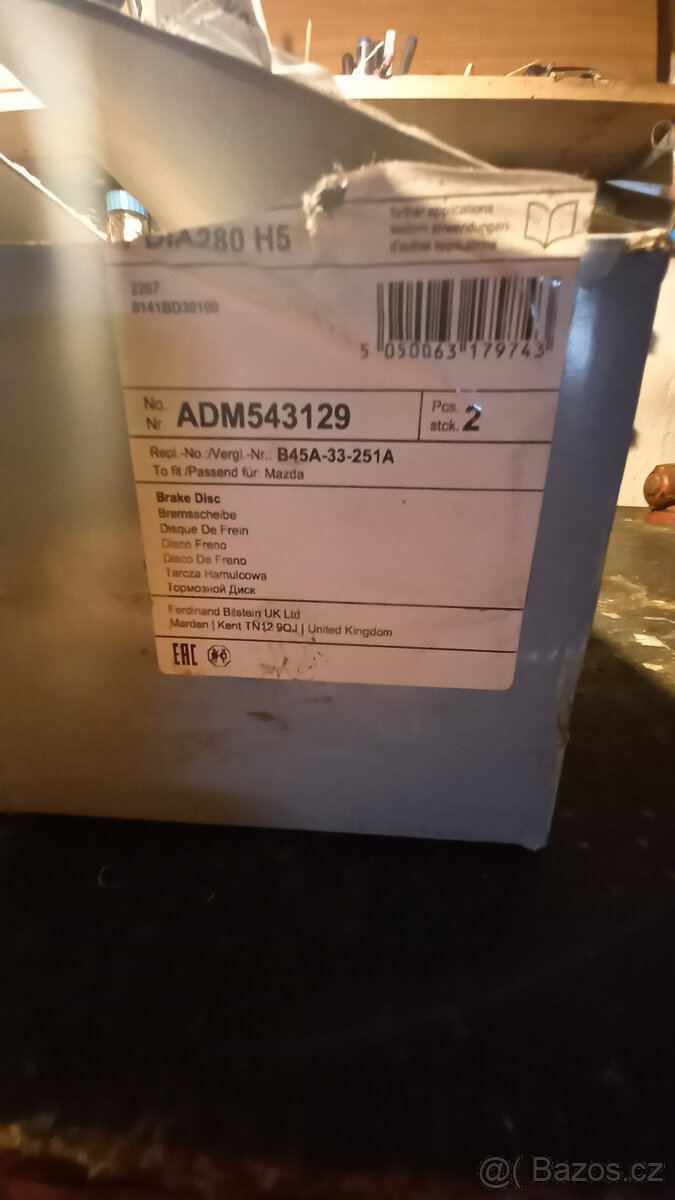 DIA280 H5
further applications
weitere anwendungen
d'autres applications
2207
0141BD30100
5 050063 179743
No.
Nr. ADM543129
Pcs.
stck. 2
Repl.-No.:/Vergl.-Nr.: B45A-33-251A
To fit:/Passend für: Mazda
Brake Disc
Bremsscheibe
Disque De Frein
Disco Freno
Disco De Freno
Tarcza Hamulcowa
Тормозной Диск
Ferdinand Bilstein UK Ltd
Marden | Kent TN12 9QJ | United Kingdom
EAC
@( Bazos.cz